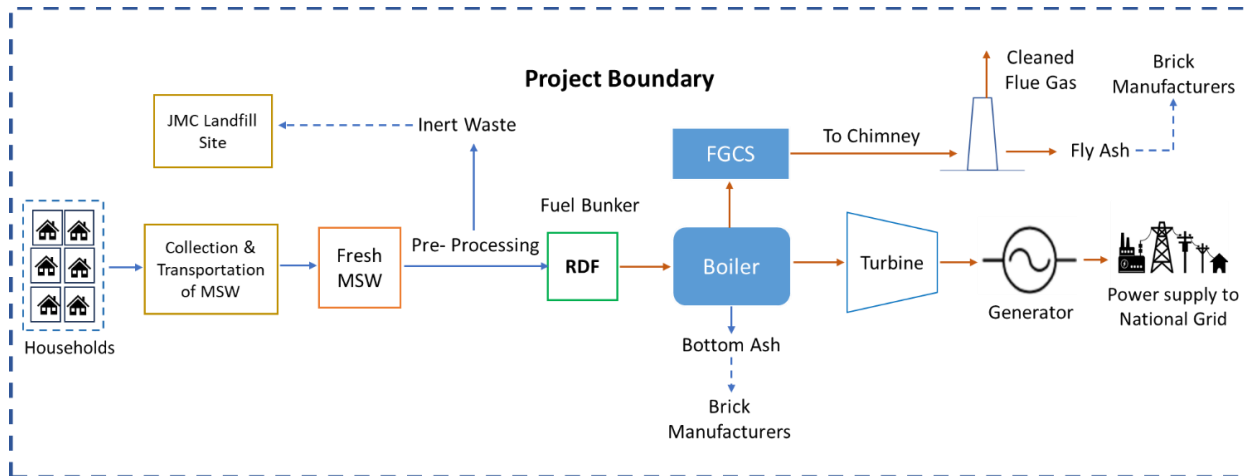 Project Boundary
Cleaned
Flue Gas
Brick
Manufacturers
JMC Landfill
Site
Inert Waste
FGCS
To Chimney
Fly Ash
Fuel Bunker
Households
Collection &
Transportation
of MSW
Fresh
MSW
Pre- Processing
RDF
Boiler
Turbine
Generator
Power supply to
National Grid
Bottom Ash
Brick
Manufacturers